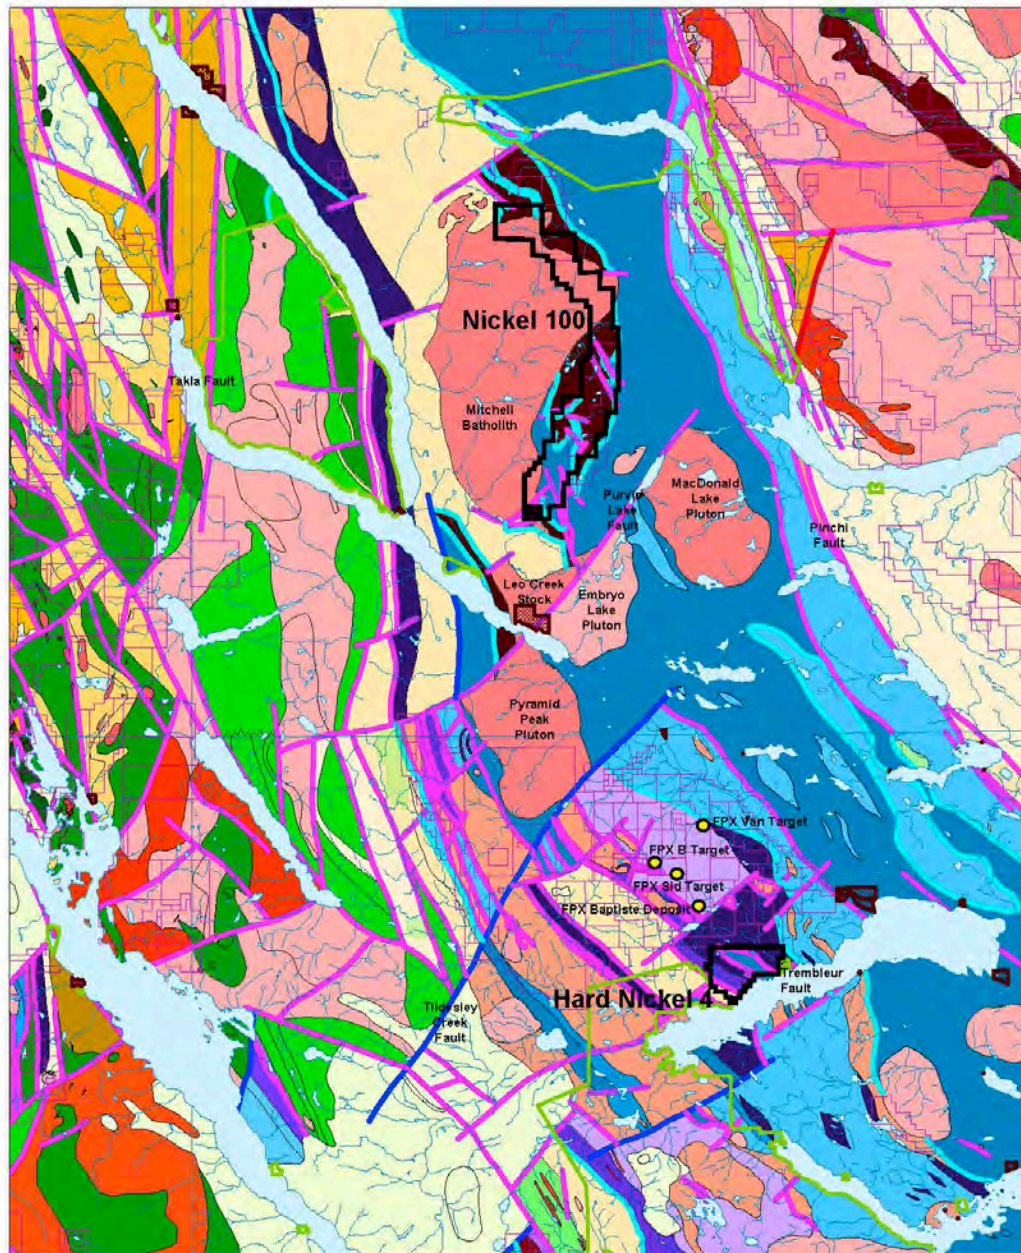 Nickel 100
Takla Fault
Mitchell
Batholith
MacDonald
Lake
Pluton
Purvis
Lake
Fault
Pinchi
Fault
Leo Creek
Stock
Embryo
Lake
Pluton
Pyramid
Peak
Pluton
FPX Van Target
FPX B Target
FPX Sid Target
FPX Baptiste Deposit
Trembleur
Fault
Hard Nickel 4
Tildesley
Creek
Fault